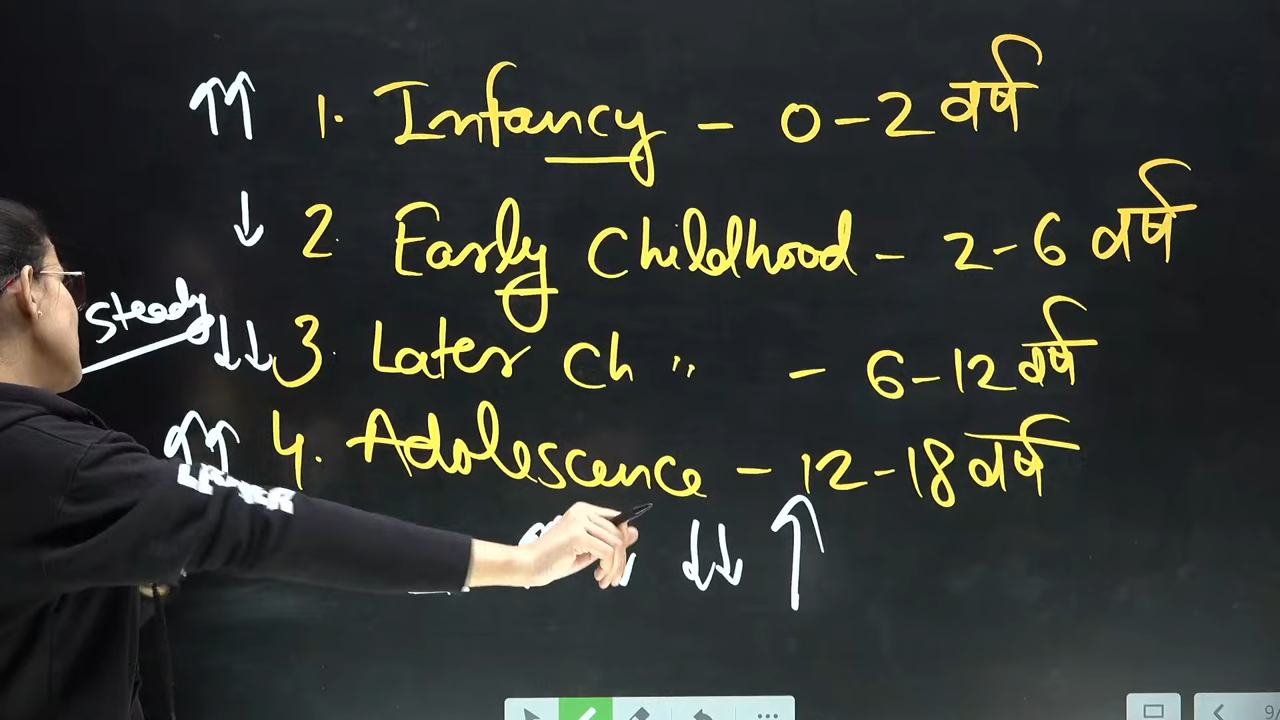 ↑↑ 1. Infancy - 0-2 वर्ष
↓ 2. Early Childhood - 2-6 वर्ष
Steady ↓↓ 3. Later Ch " - 6-12 वर्ष
↑↑ 4. Adolescence - 12-18 वर्ष
↓↓ ↑